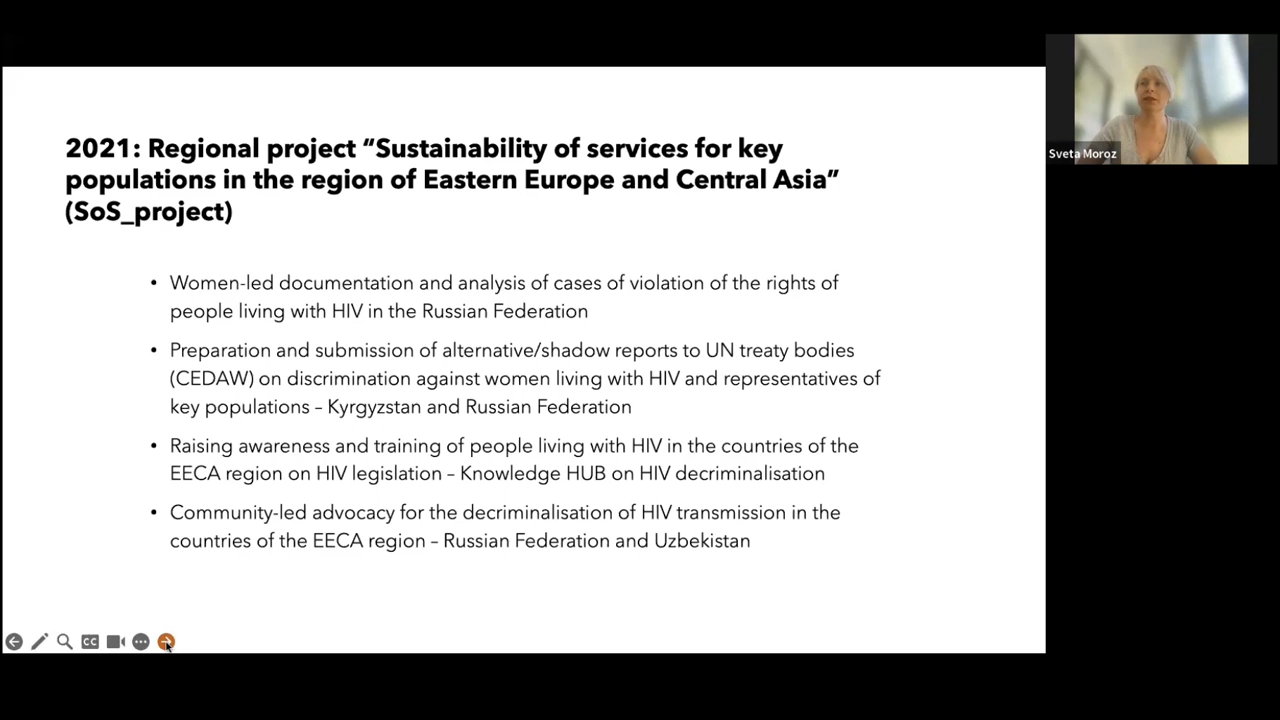 2021: Regional project “Sustainability of services for key
populations in the region of Eastern Europe and Central Asia”
(SoS_project)
• Women-led documentation and analysis of cases of violation of the rights of
people living with HIV in the Russian Federation
• Preparation and submission of alternative/shadow reports to UN treaty bodies
(CEDAW) on discrimination against women living with HIV and representatives of
key populations – Kyrgyzstan and Russian Federation
• Raising awareness and training of people living with HIV in the countries of the
EECA region on HIV legislation – Knowledge HUB on HIV decriminalisation
• Community-led advocacy for the decriminalisation of HIV transmission in the
countries of the EECA region – Russian Federation and Uzbekistan
Sveta Moroz
CC